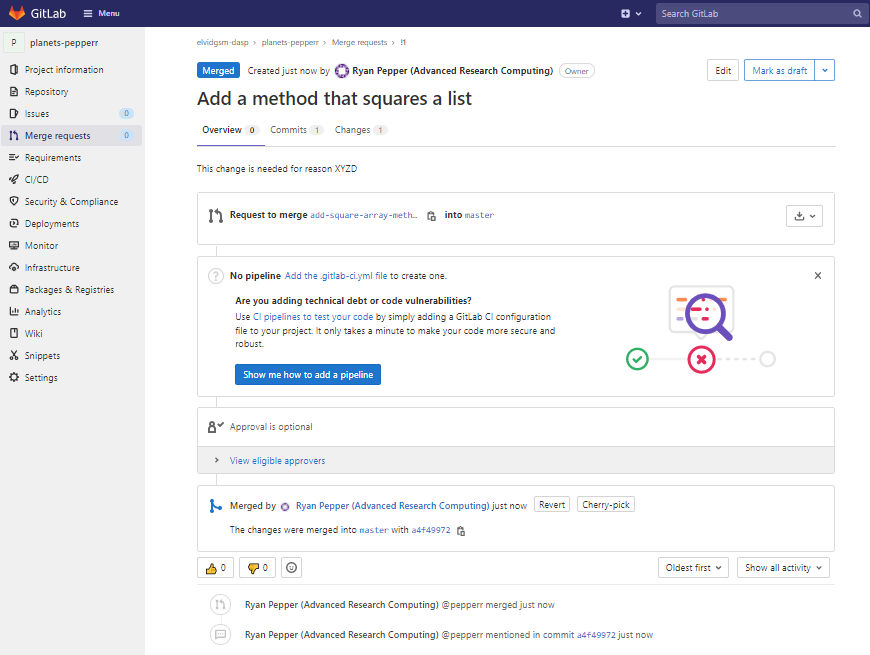 GitLab Menu Search GitLab
P planets-pepperr
Project information
Repository
Issues 0
Merge requests 0
Requirements
CI/CD
Security & Compliance
Deployments
Monitor
Infrastructure
Packages & Registries
Analytics
Wiki
Snippets
Settings
elvidgsm-dasp › planets-pepperr › Merge requests › !1
Merged Created just now by Ryan Pepper (Advanced Research Computing) Owner
Edit Mark as draft
Add a method that squares a list
Overview 0 Commits 1 Changes 1
This change is needed for reason XYZD
Request to merge add-square-array-meth… into master
? No pipeline Add the .gitlab-ci.yml file to create one.
Are you adding technical debt or code vulnerabilities?
Use CI pipelines to test your code by simply adding a GitLab CI configuration
file to your project. It only takes a minute to make your code more secure and
robust.
Show me how to add a pipeline
Approval is optional
View eligible approvers
Merged by Ryan Pepper (Advanced Research Computing) just now Revert Cherry-pick
The changes were merged into master with a4f49972
0 0 Oldest first Show all activity
Ryan Pepper (Advanced Research Computing) @pepperr merged just now
Ryan Pepper (Advanced Research Computing) @pepperr mentioned in commit a4f49972 just now